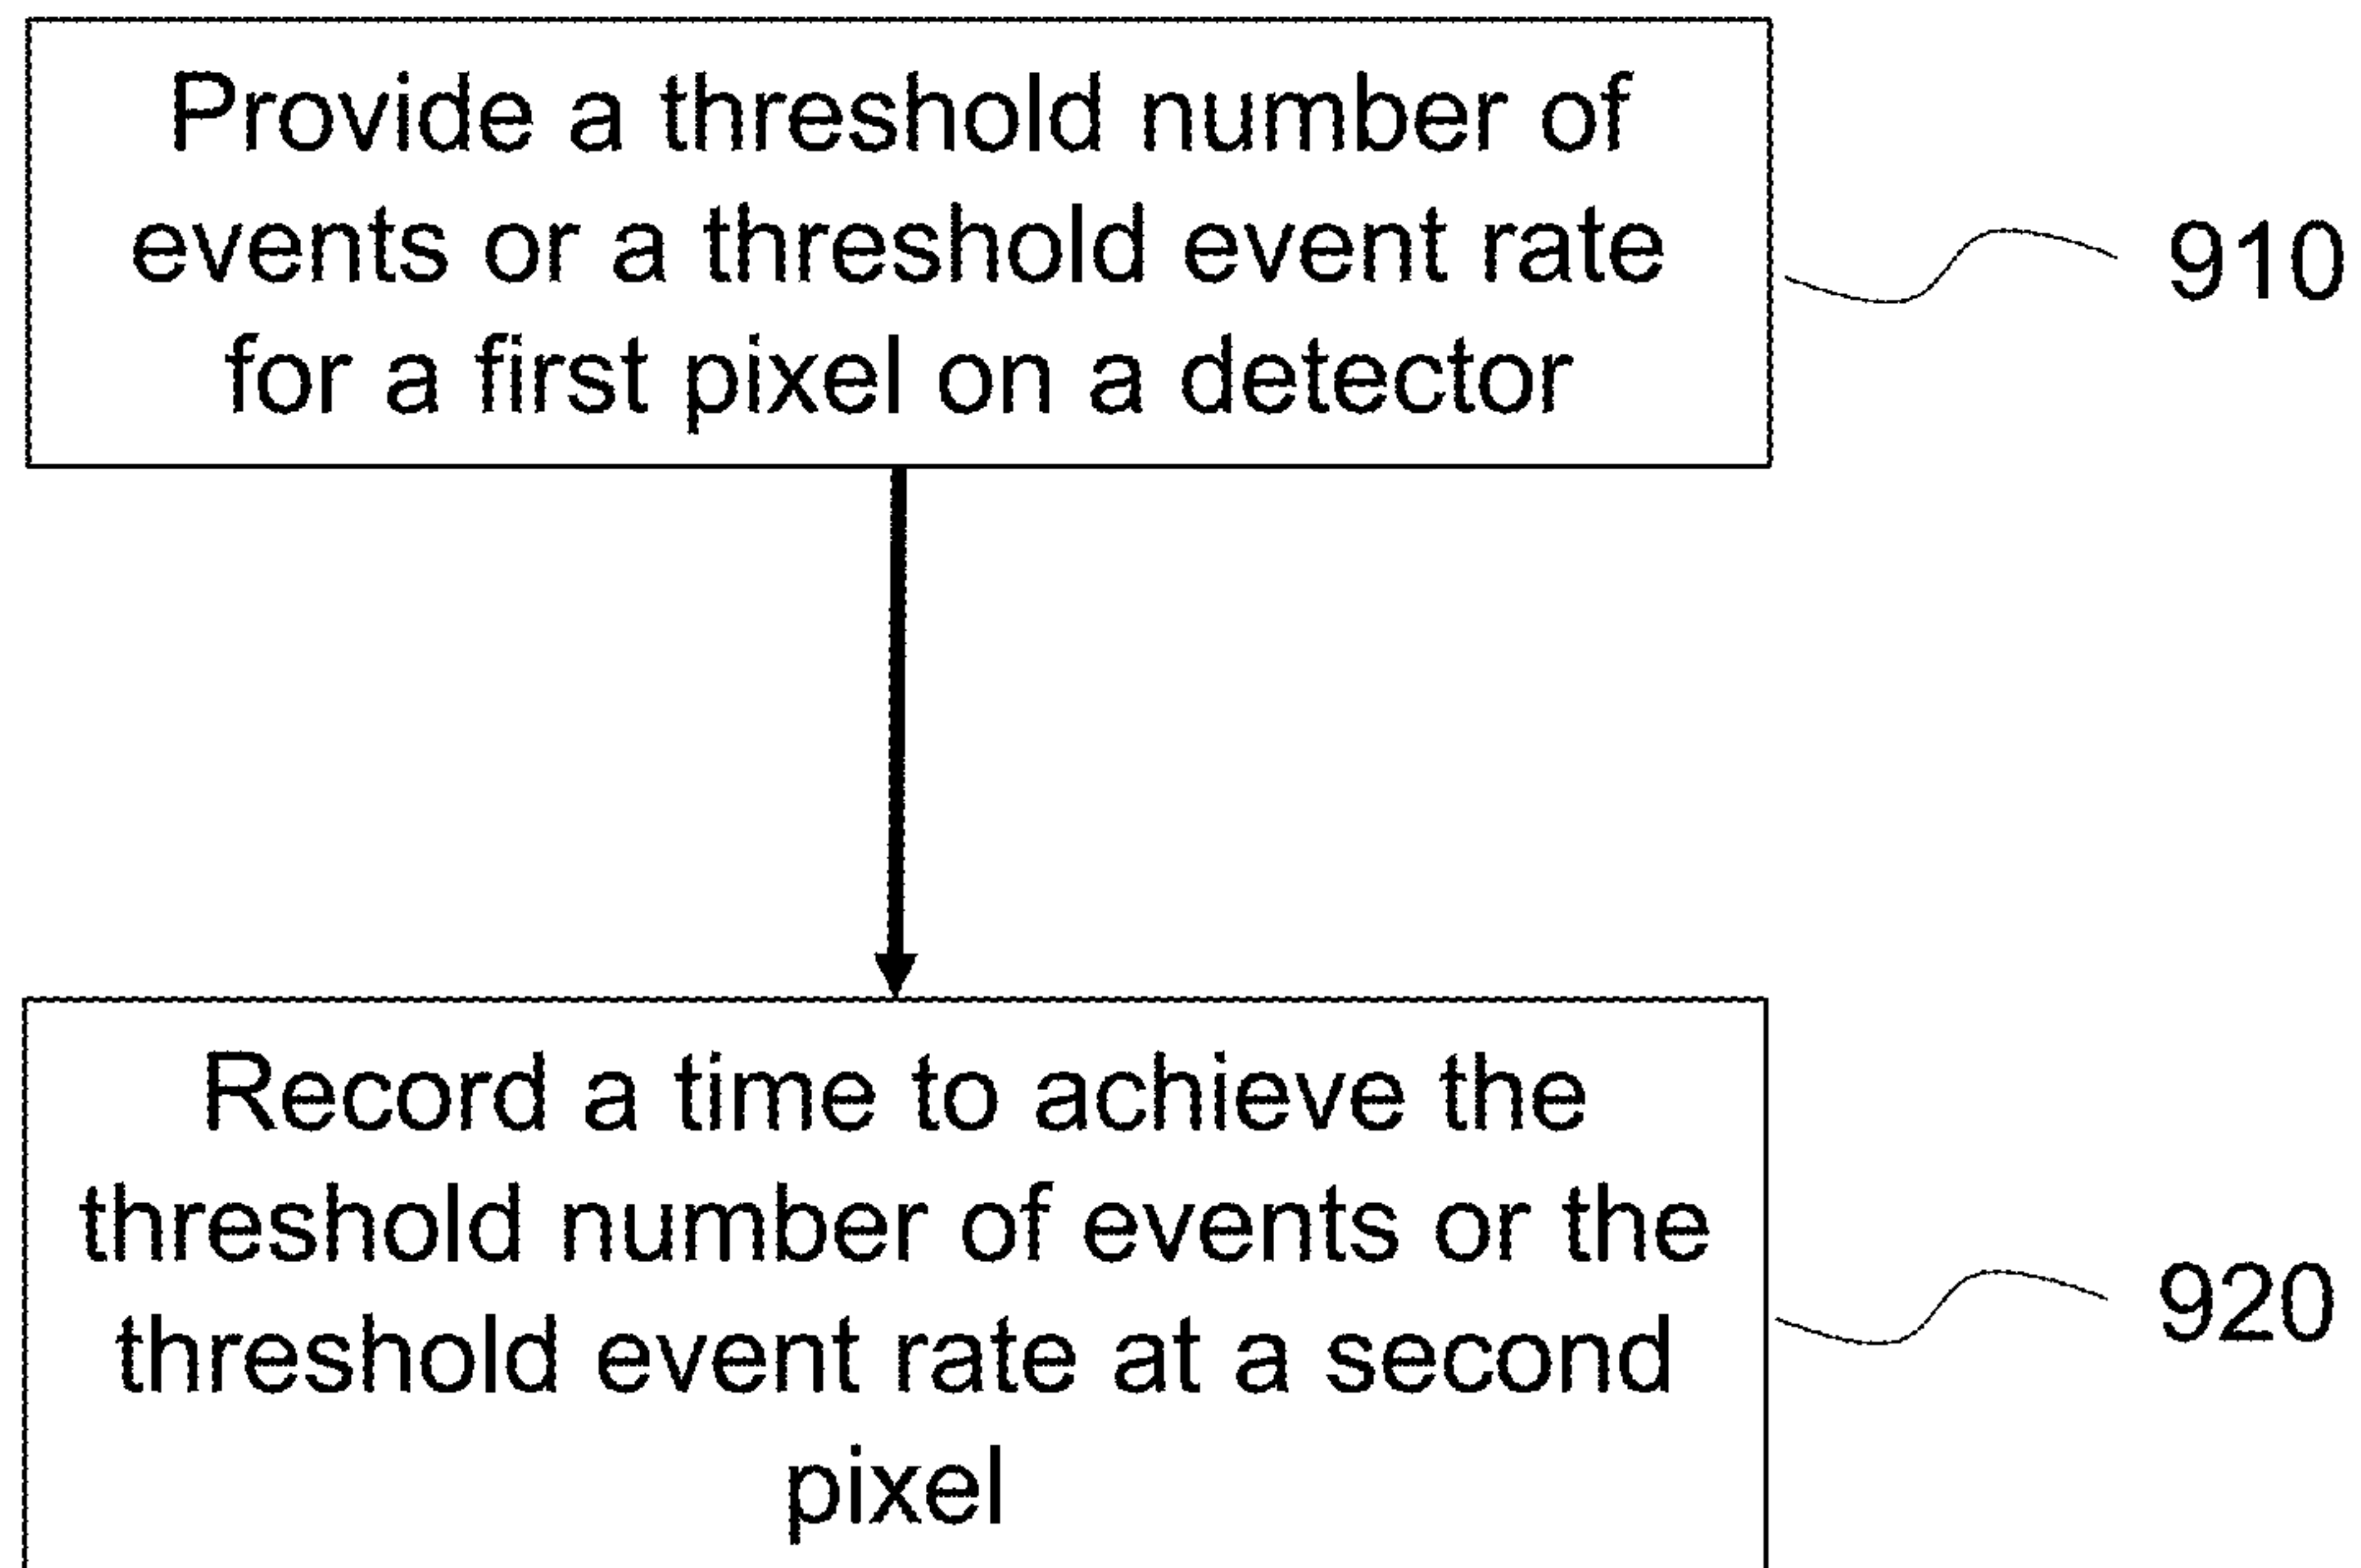 Provide a threshold number of
events or a threshold event rate
for a first pixel on a detector
910
Record a time to achieve the
threshold number of events or the
threshold event rate at a second
pixel
920